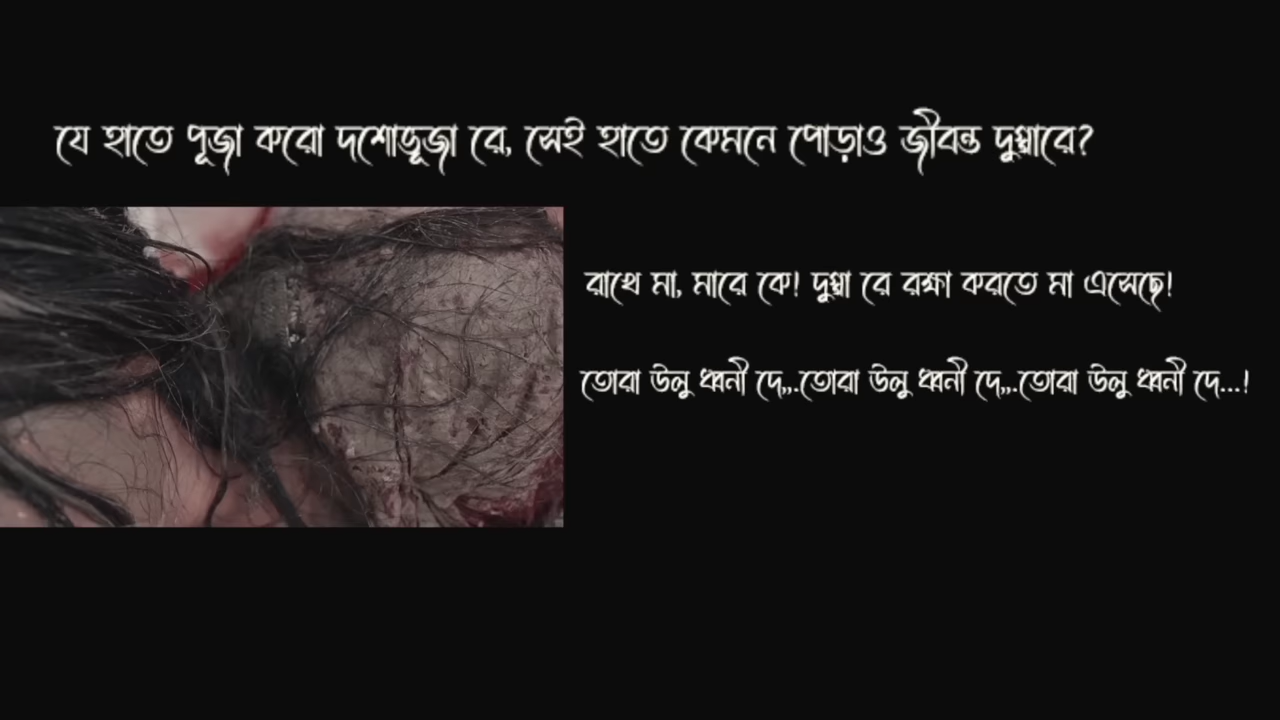 যে হাতে পূজা করো দশোভূজা রে, সেই হাতে কেমনে পোড়াও জীবন্ত দুগ্গারে?
রাখে মা, মারে কে! দুগ্গা রে রক্ষা করতে মা এসেছে!
তোরা উলু ধ্বনী দে,,.তোরা উলু ধ্বনী দে,,.তোরা উলু ধ্বনী দে...!